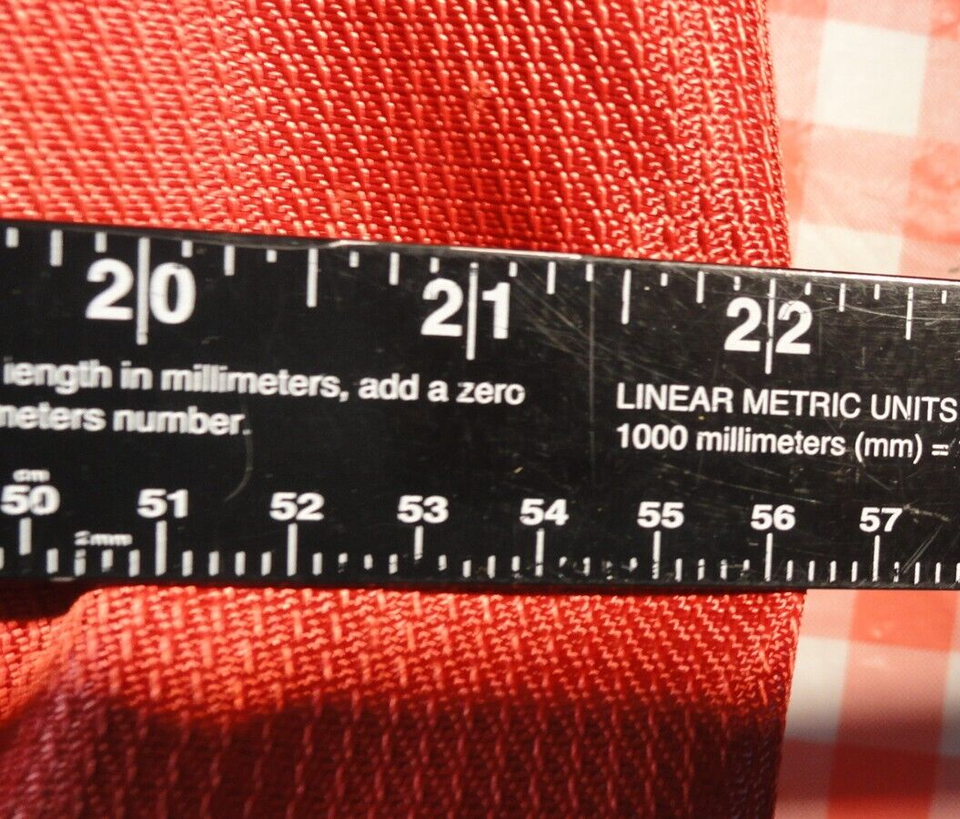 20 21 22
length in millimeters, add a zero
meters number.
LINEAR METRIC UNITS
1000 millimeters (mm) =
cm
50 51 52 53 54 55 56 57
2mm